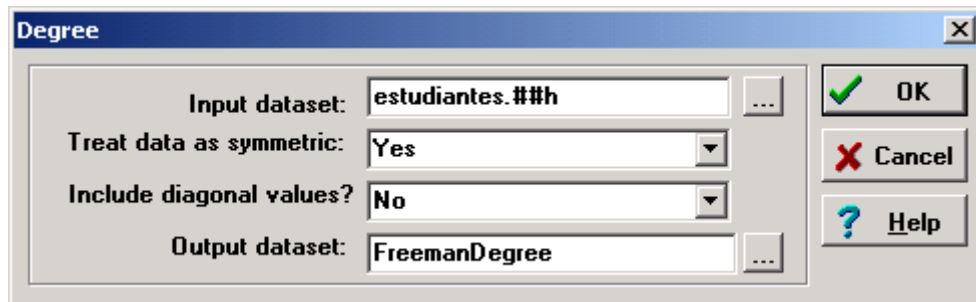 Degree
Input dataset: estudiantes.##h ...
OK
Treat data as symmetric: Yes
Cancel
Include diagonal values? No
Help
Output dataset: FreemanDegree ...